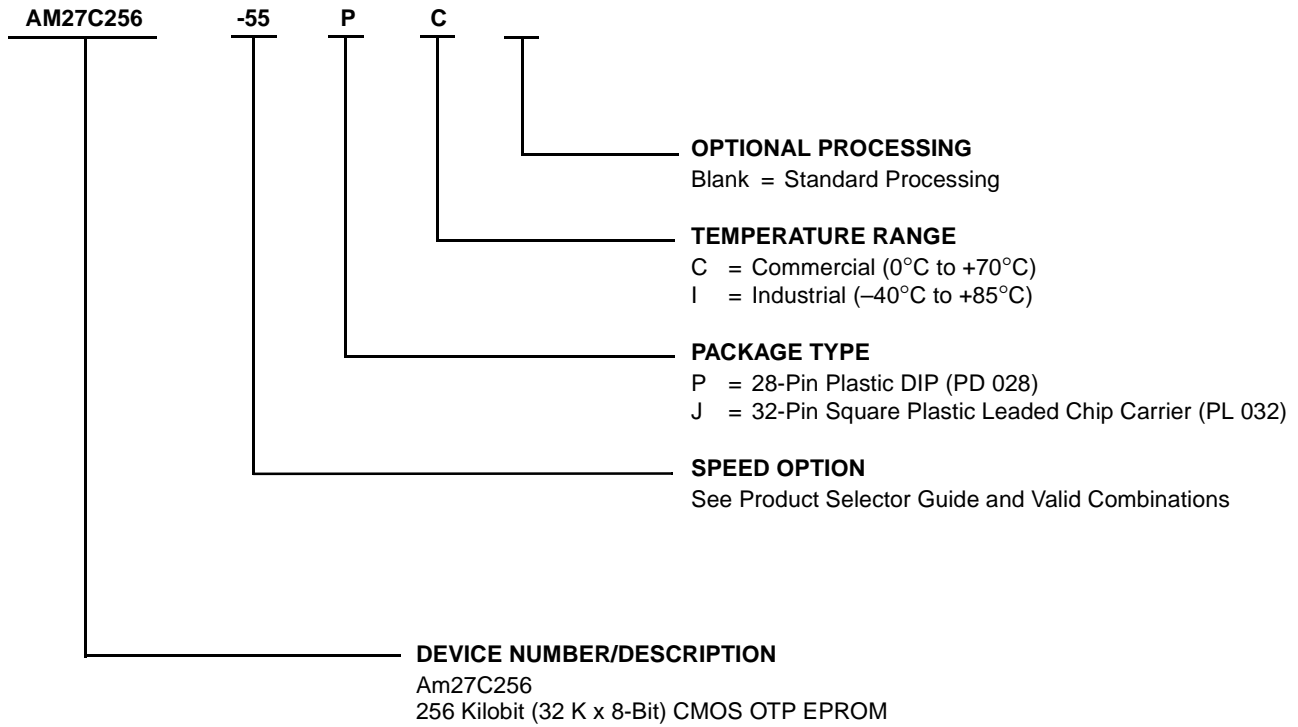 AM27C256 -55 P C
OPTIONAL PROCESSING
Blank = Standard Processing
TEMPERATURE RANGE
C = Commercial (0°C to +70°C)
I = Industrial (–40°C to +85°C)
PACKAGE TYPE
P = 28-Pin Plastic DIP (PD 028)
J = 32-Pin Square Plastic Leaded Chip Carrier (PL 032)
SPEED OPTION
See Product Selector Guide and Valid Combinations
DEVICE NUMBER/DESCRIPTION
Am27C256
256 Kilobit (32 K x 8-Bit) CMOS OTP EPROM